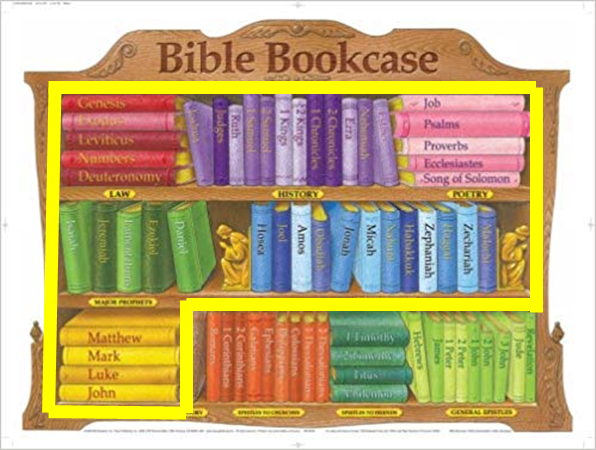 Bible Bookcase
Genesis
Exodus
Leviticus
Numbers
Deuteronomy
Joshua
Judges
Ruth
1 Samuel
2 Samuel
1 Kings
2 Kings
1 Chronicles
2 Chronicles
Ezra
Nehemiah
Esther
Job
Psalms
Proverbs
Ecclesiastes
Song of Solomon
LAW
HISTORY
POETRY
Isaiah
Jeremiah
Lamentations
Ezekiel
Daniel
Hosea
Joel
Amos
Obadiah
Jonah
Micah
Nahum
Habakkuk
Zephaniah
Haggai
Zechariah
Malachi
MAJOR PROPHETS
Matthew
Mark
Luke
John
Romans
1 Corinthians
2 Corinthians
Galatians
Ephesians
Philippians
Colossians
1 Thessalonians
2 Thessalonians
1 Timothy
2 Timothy
Titus
Philemon
Hebrews
James
1 Peter
2 Peter
1 John
2 John
3 John
Jude
Revelation
EPISTLES TO CHURCHES
EPISTLES TO FRIENDS
GENERAL EPISTLES